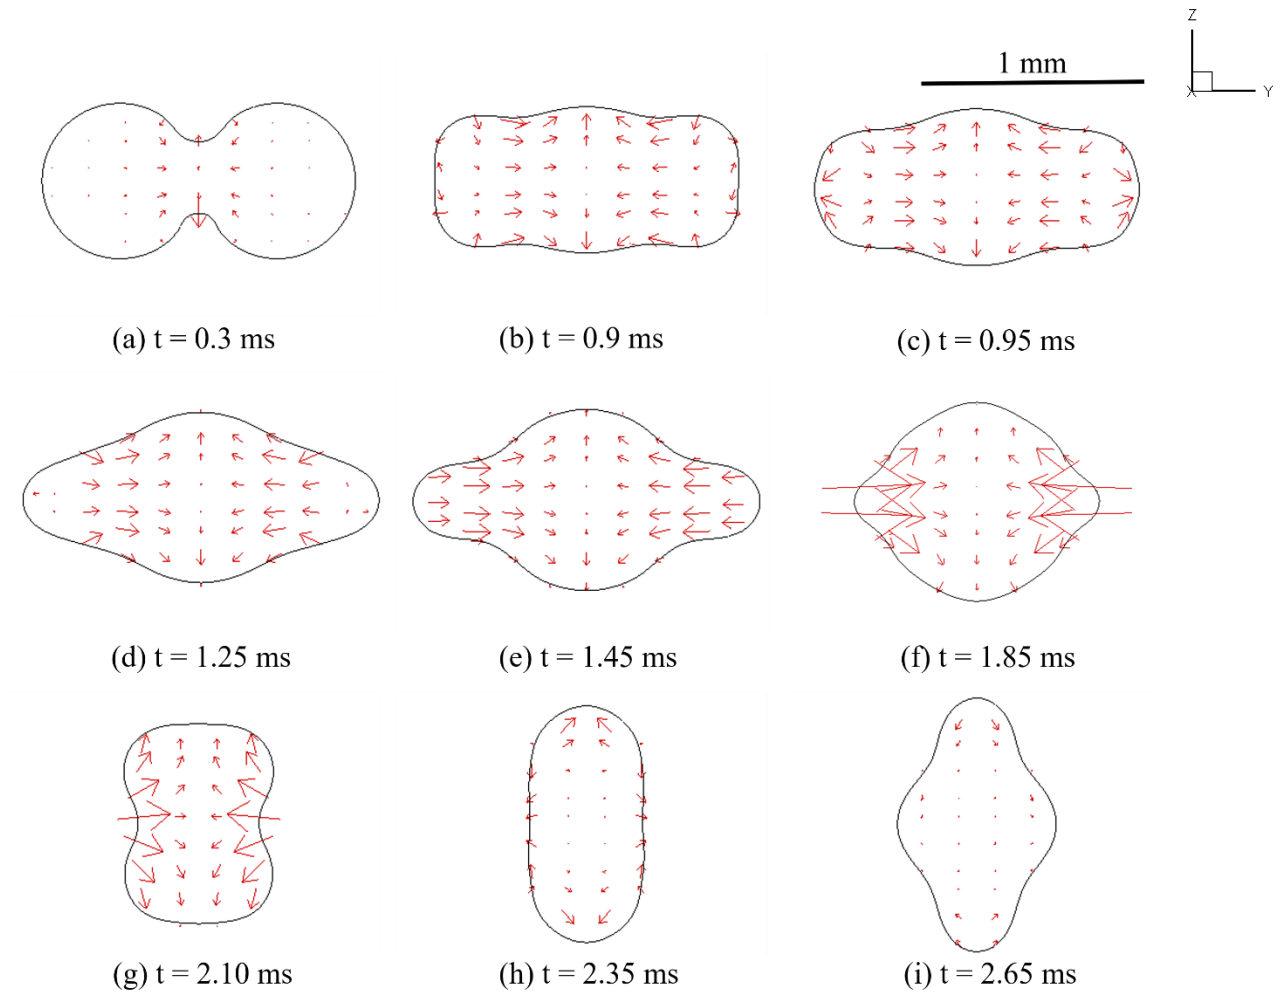 Z
1 mm
X
Y
(a) t = 0.3 ms
(b) t = 0.9 ms
(c) t = 0.95 ms
(d) t = 1.25 ms
(e) t = 1.45 ms
(f) t = 1.85 ms
(g) t = 2.10 ms
(h) t = 2.35 ms
(i) t = 2.65 ms